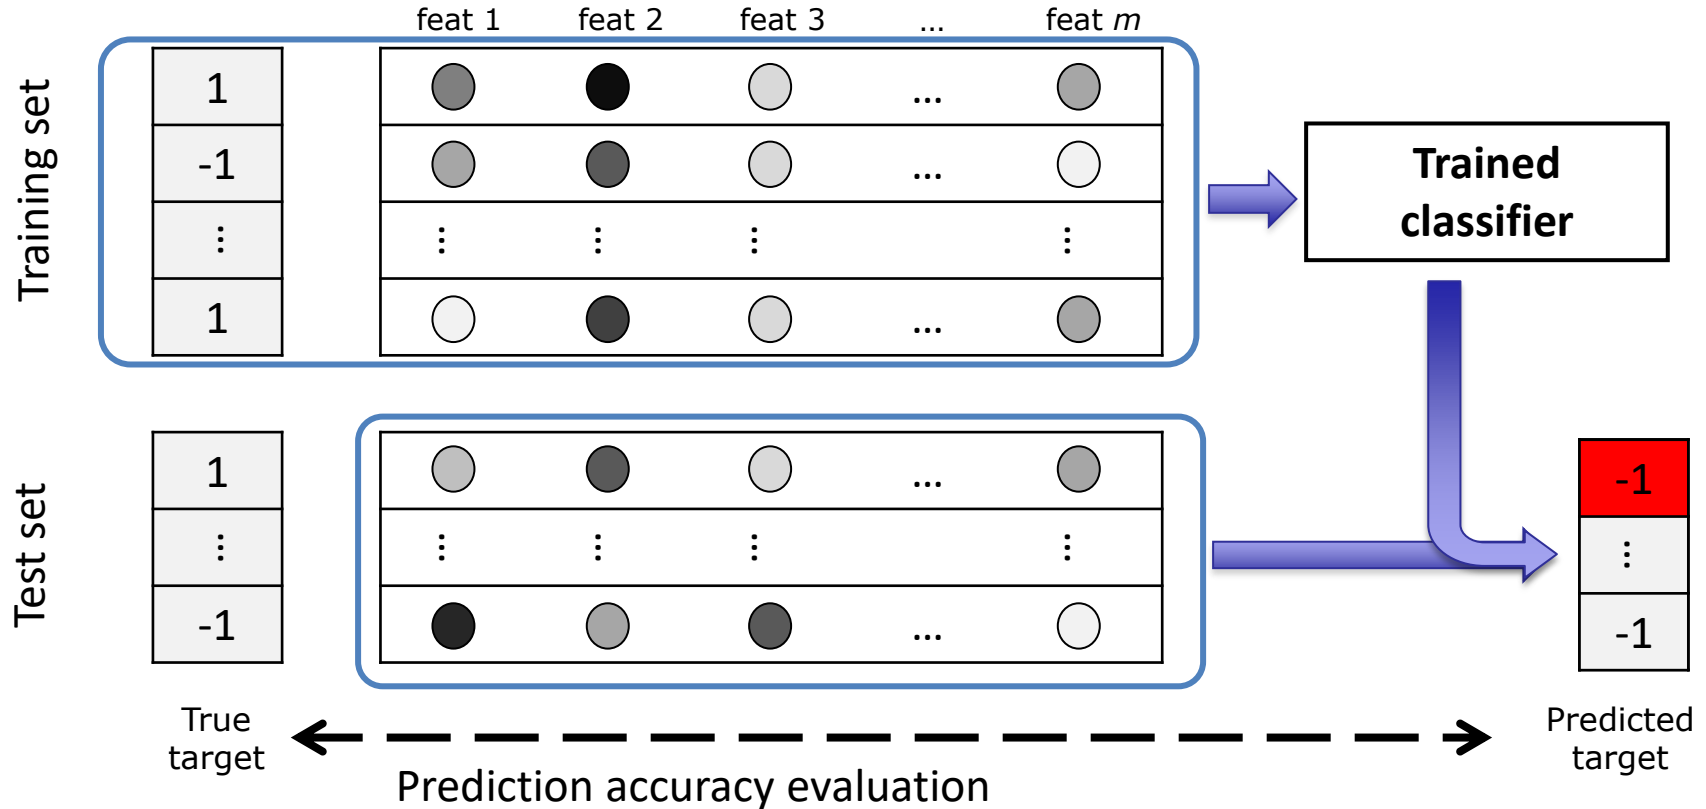 feat 1 feat 2 feat 3 ... feat m
Training set
1 ...
-1 ...
⋮ ⋮ ⋮ ⋮ ⋮
1 ...
Trained
classifier
Test set
1 ...
⋮ ⋮ ⋮ ⋮ ⋮
-1 ...
-1
⋮
-1
True
target
Predicted
target
Prediction accuracy evaluation